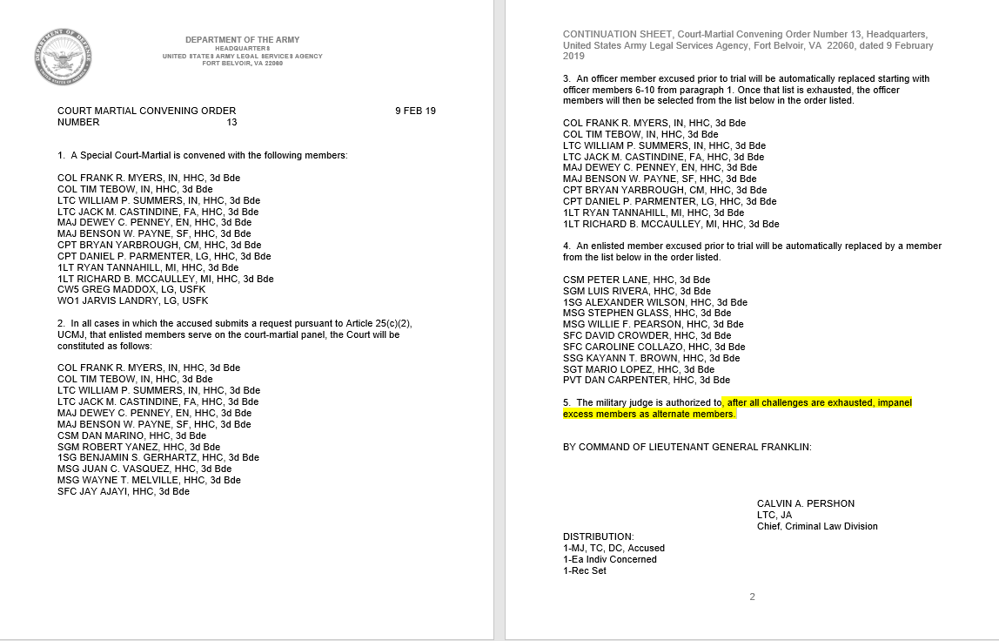 DEPARTMENT OF DEFENSE
UNITED STATES OF AMERICA
DEPARTMENT OF THE ARMY
HEADQUARTERS
UNITED STATES ARMY LEGAL SERVICES AGENCY
FORT BELVOIR, VA 22060
COURT MARTIAL CONVENING ORDER 9 FEB 19
NUMBER 13
1. A Special Court-Martial is convened with the following members:
COL FRANK R. MYERS, IN, HHC, 3d Bde
COL TIM TEBOW, IN, HHC, 3d Bde
LTC WILLIAM P. SUMMERS, IN, HHC, 3d Bde
LTC JACK M. CASTINDINE, FA, HHC, 3d Bde
MAJ DEWEY C. PENNEY, EN, HHC, 3d Bde
MAJ BENSON W. PAYNE, SF, HHC, 3d Bde
CPT BRYAN YARBROUGH, CM, HHC, 3d Bde
CPT DANIEL P. PARMENTER, LG, HHC, 3d Bde
1LT RYAN TANNAHILL, MI, HHC, 3d Bde
1LT RICHARD B. MCCAULLEY, MI, HHC, 3d Bde
CW5 GREG MADDOX, LG, USFK
WO1 JARVIS LANDRY, LG, USFK
2. In all cases in which the accused submits a request pursuant to Article 25(c)(2),
UCMJ, that enlisted members serve on the court-martial panel, the Court will be
constituted as follows:
COL FRANK R. MYERS, IN, HHC, 3d Bde
COL TIM TEBOW, IN, HHC, 3d Bde
LTC WILLIAM P. SUMMERS, IN, HHC, 3d Bde
LTC JACK M. CASTINDINE, FA, HHC, 3d Bde
MAJ DEWEY C. PENNEY, EN, HHC, 3d Bde
MAJ BENSON W. PAYNE, SF, HHC, 3d Bde
CSM DAN MARINO, HHC, 3d Bde
SGM ROBERT YANEZ, HHC, 3d Bde
1SG BENJAMIN S. GERHARTZ, HHC, 3d Bde
MSG JUAN C. VASQUEZ, HHC, 3d Bde
MSG WAYNE T. MELVILLE, HHC, 3d Bde
SFC JAY AJAYI, HHC, 3d Bde
CONTINUATION SHEET, Court-Martial Convening Order Number 13, Headquarters,
United States Army Legal Services Agency, Fort Belvoir, VA 22060, dated 9 February
2019
3. An officer member excused prior to trial will be automatically replaced starting with
officer members 6-10 from paragraph 1. Once that list is exhausted, the officer
members will then be selected from the list below in the order listed.
COL FRANK R. MYERS, IN, HHC, 3d Bde
COL TIM TEBOW, IN, HHC, 3d Bde
LTC WILLIAM P. SUMMERS, IN, HHC, 3d Bde
LTC JACK M. CASTINDINE, FA, HHC, 3d Bde
MAJ DEWEY C. PENNEY, EN, HHC, 3d Bde
MAJ BENSON W. PAYNE, SF, HHC, 3d Bde
CPT BRYAN YARBROUGH, CM, HHC, 3d Bde
CPT DANIEL P. PARMENTER, LG, HHC, 3d Bde
1LT RYAN TANNAHILL, MI, HHC, 3d Bde
1LT RICHARD B. MCCAULLEY, MI, HHC, 3d Bde
4. An enlisted member excused prior to trial will be automatically replaced by a member
from the list below in the order listed.
CSM PETER LANE, HHC, 3d Bde
SGM LUIS RIVERA, HHC, 3d Bde
1SG ALEXANDER WILSON, HHC, 3d Bde
MSG STEPHEN GLASS, HHC, 3d Bde
MSG WILLIE F. PEARSON, HHC, 3d Bde
SFC DAVID CROWDER, HHC, 3d Bde
SFC CAROLINE COLLAZO, HHC, 3d Bde
SSG KAYANN T. BROWN, HHC, 3d Bde
SGT MARIO LOPEZ, HHC, 3d Bde
PVT DAN CARPENTER, HHC, 3d Bde
5. The military judge is authorized to, after all challenges are exhausted, impanel
excess members as alternate members.
BY COMMAND OF LIEUTENANT GENERAL FRANKLIN:
CALVIN A. PERSHON
LTC, JA
Chief, Criminal Law Division
DISTRIBUTION:
1-MJ, TC, DC, Accused
1-Ea Indiv Concerned
1-Rec Set
2